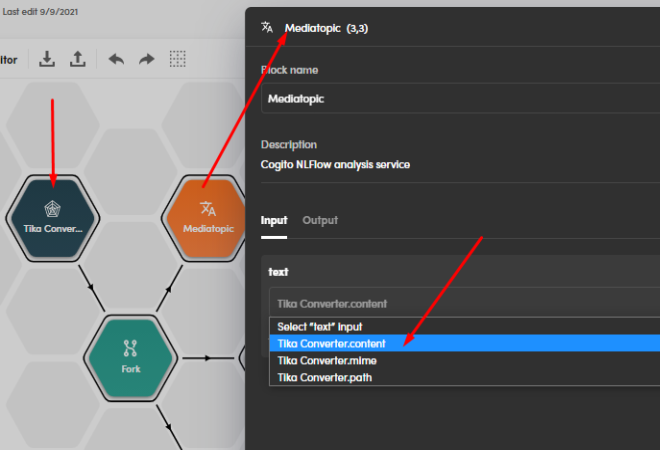 Last edit 9/9/2021
itor
Tika Conver...
Mediatopic
Fork
Mediatopic (3,3)
Block name
Mediatopic
Description
Cogito NLFlow analysis service
Input Output
text
Tika Converter.content
Select "text" input
Tika Converter.content
Tika Converter.mime
Tika Converter.path